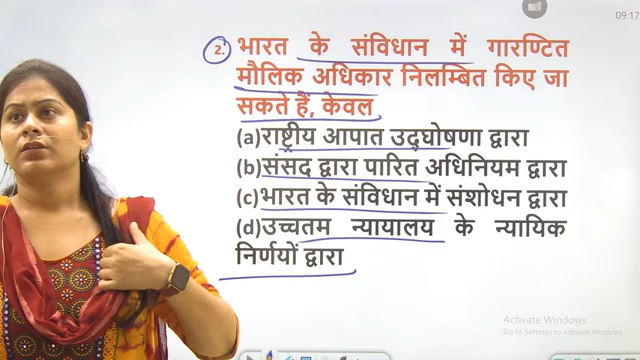 09:17
2. भारत के संविधान में गारण्टित
मौलिक अधिकार निलम्बित किए जा
सकते हैं, केवल
(a)राष्ट्रीय आपात उद्घोषणा द्वारा
(b)संसद द्वारा पारित अधिनियम द्वारा
(c)भारत के संविधान में संशोधन द्वारा
(d)उच्चतम न्यायालय के न्यायिक
निर्णयों द्वारा
Activate Windows
Go to Settings to activate Windows.